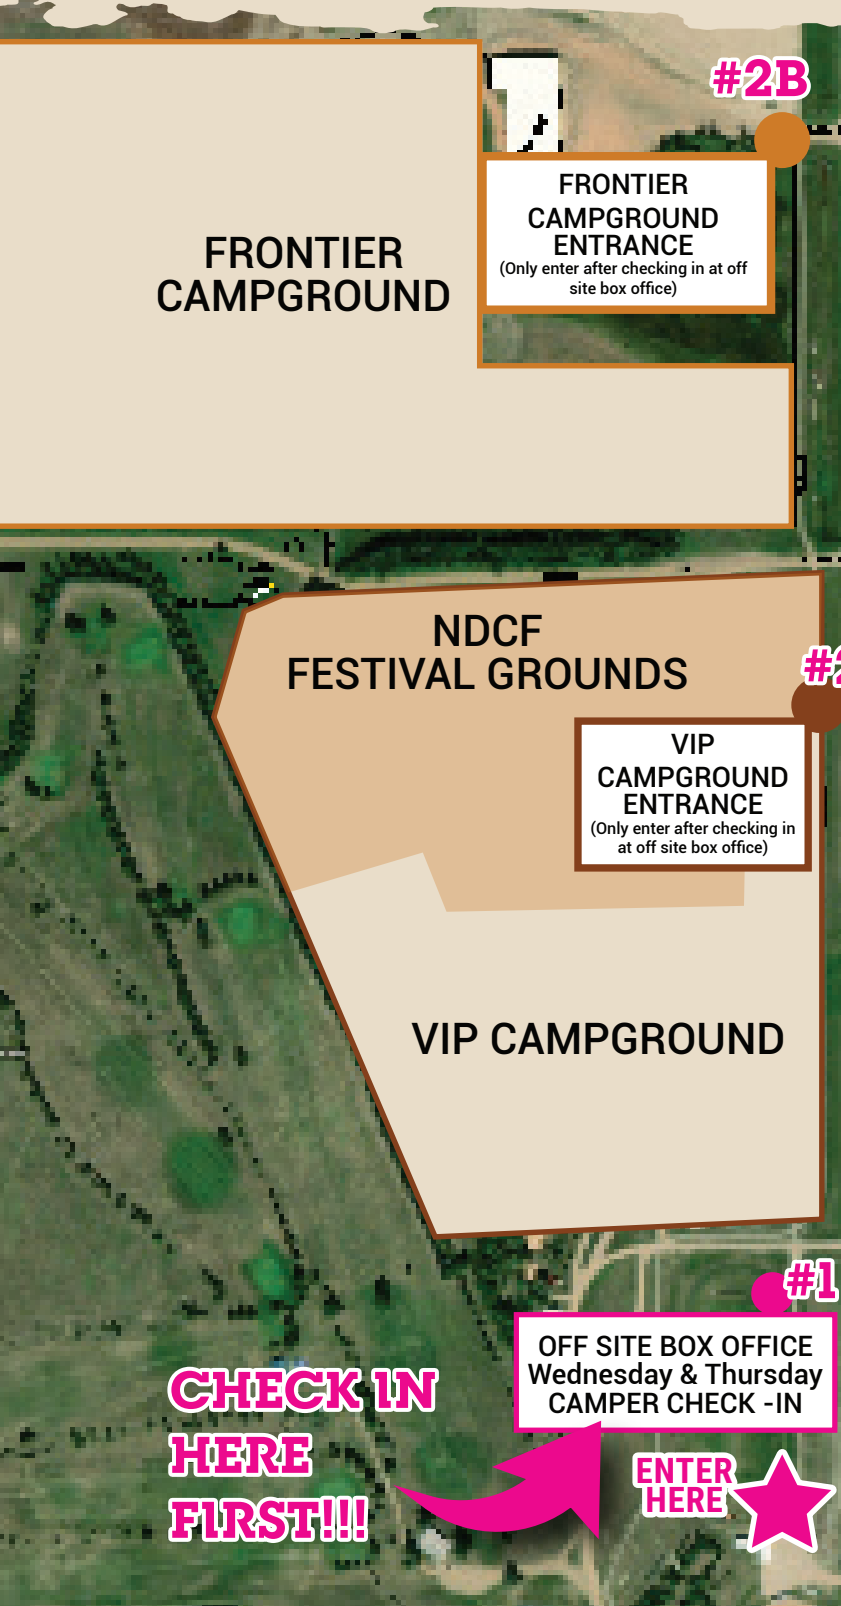 #2B
FRONTIER
CAMPGROUND
ENTRANCE
(Only enter after checking in at off
site box office)
FRONTIER
CAMPGROUND
NDCF
FESTIVAL GROUNDS
#2
VIP
CAMPGROUND
ENTRANCE
(Only enter after checking in
at off site box office)
VIP CAMPGROUND
#1
OFF SITE BOX OFFICE
Wednesday & Thursday
CAMPER CHECK -IN
CHECK IN
HERE
FIRST!!!
ENTER
HERE